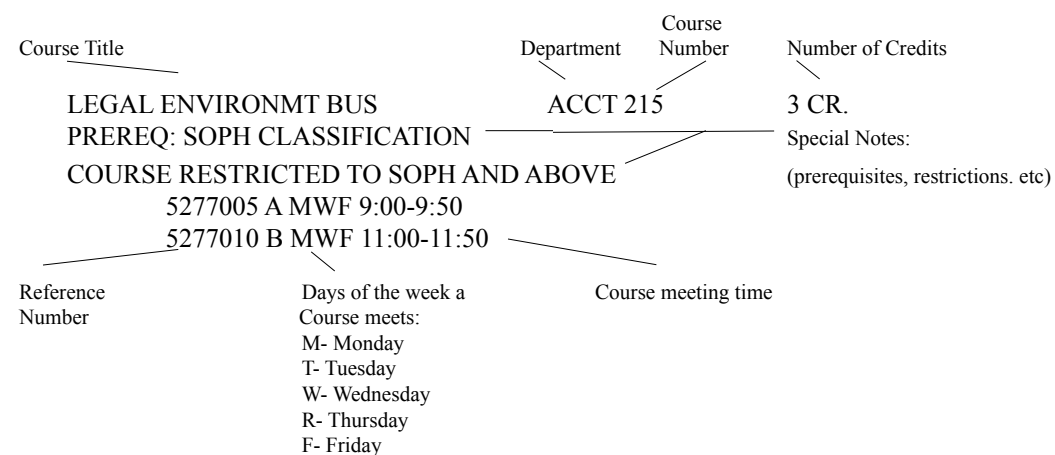 Course
Course Title Department Number Number of Credits
LEGAL ENVIRONMT BUS ACCT 215 3 CR.
PREREQ: SOPH CLASSIFICATION Special Notes:
COURSE RESTRICTED TO SOPH AND ABOVE (prerequisites, restrictions. etc)
5277005 A MWF 9:00-9:50
5277010 B MWF 11:00-11:50
Reference Days of the week a Course meeting time
Number Course meets:
M- Monday
T- Tuesday
W- Wednesday
R- Thursday
F- Friday